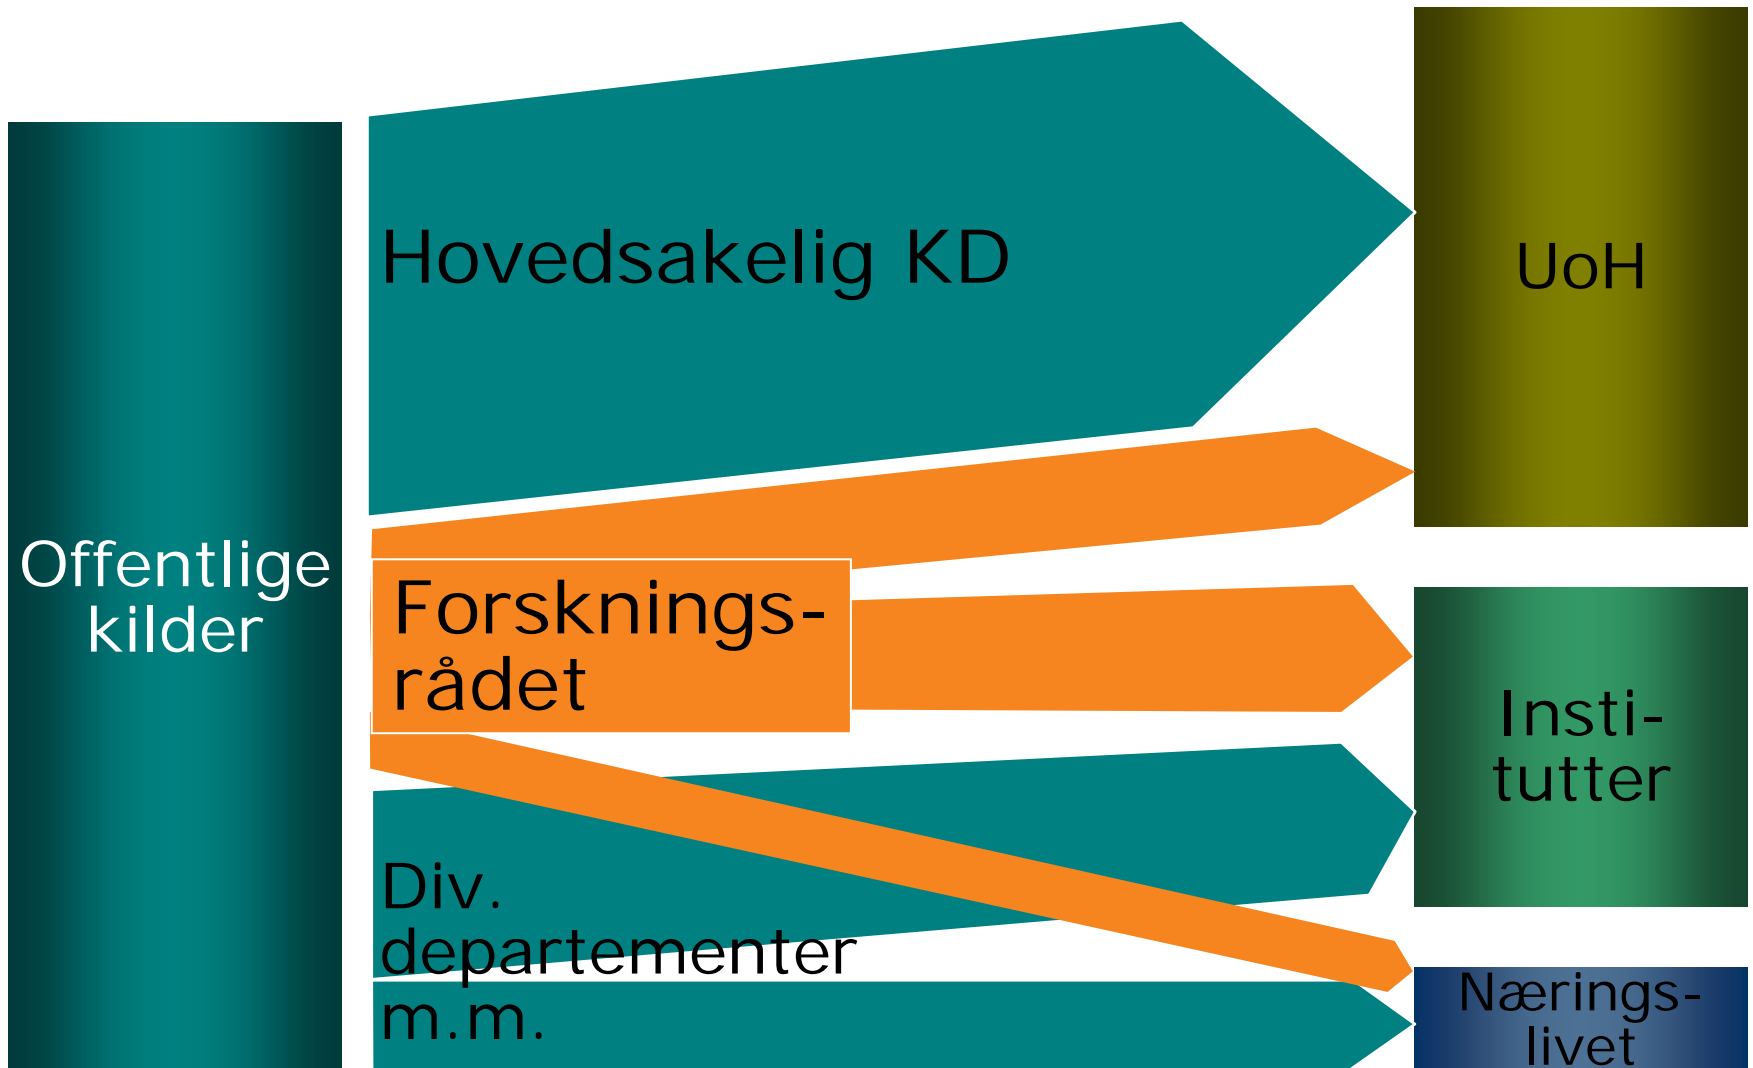 Offentlige
kilder
Hovedsakelig KD
Forsknings-
rådet
Div.
departementer
m.m.
UoH
Insti-
tutter
Nærings-
livet